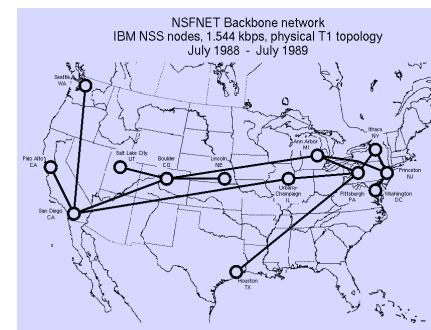 NSFNET Backbone network
IBM NSS nodes, 1.544 kbps, physical T1 topology
July 1988 - July 1989
Seattle
WA
Ithaca
NY
Ann Arbor
MI
Salt Lake City
UT
Boulder
CO
Lincoln
NE
Palo Alto
CA
Princeton
NJ
Urbana-
Champaign
IL
Pittsburgh
PA
Washington
DC
San Diego
CA
Houston
TX